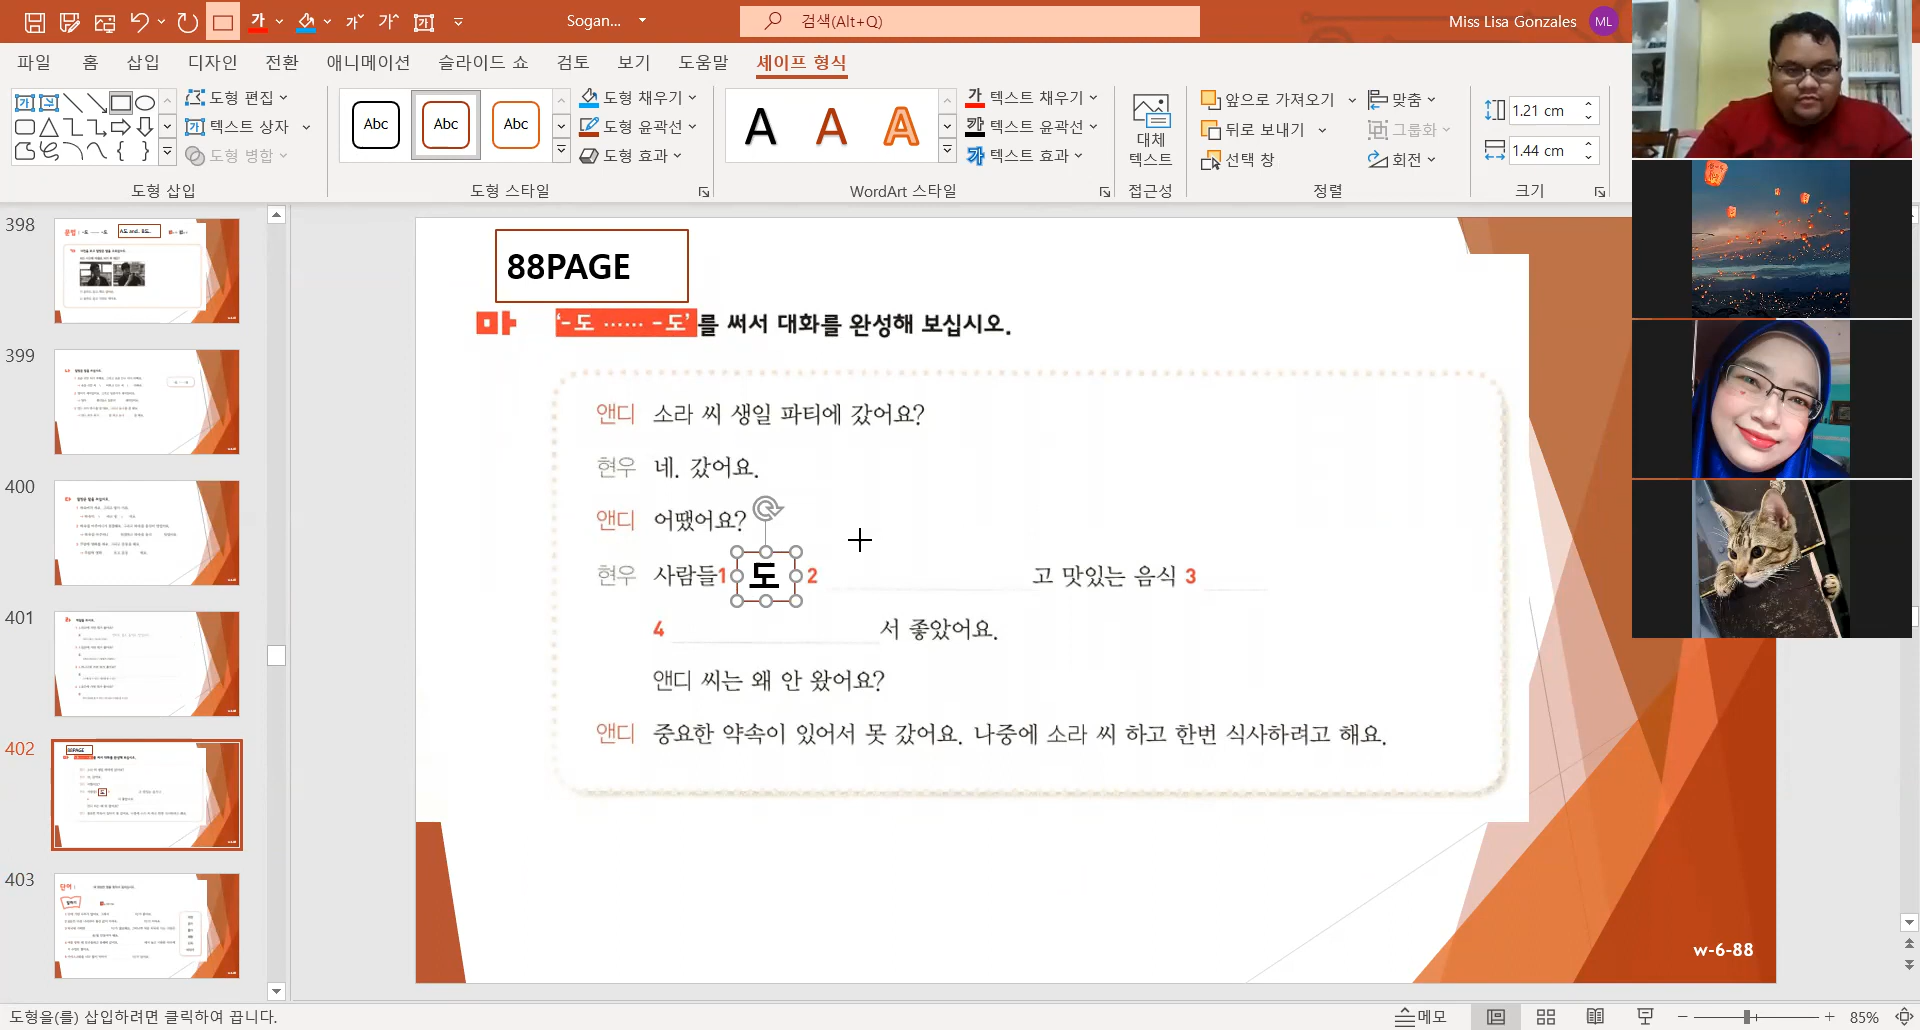 Sogan...
검색(Alt+Q)
Miss Lisa Gonzales
ML
파일 홈 삽입 디자인 전환 애니메이션 슬라이드 쇼 검토 보기 도움말 셰이프 형식
도형 편집
텍스트 상자
도형 병합
도형 삽입
Abc Abc Abc
도형 채우기
도형 윤곽선
도형 효과
도형 스타일
A A A
텍스트 채우기
텍스트 윤곽선
텍스트 효과
WordArt 스타일
대체
텍스트
접근성
앞으로 가져오기
뒤로 보내기
선택 창
맞춤
그룹화
회전
정렬
1.21 cm
1.44 cm
크기
398
399
400
401
402
88PAGE
403
88PAGE
마 '-도 …… -도'를 써서 대화를 완성해 보십시오.
앤디 소라 씨 생일 파티에 갔어요?
현우 네. 갔어요.
앤디 어땠어요?
현우 사람들1 도 2 고 맛있는 음식 3
4 서 좋았어요.
앤디 씨는 왜 안 왔어요?
앤디 중요한 약속이 있어서 못 갔어요. 나중에 소라 씨 하고 한번 식사하려고 해요.
w-6-88
도형을(를) 삽입하려면 클릭하여 끕니다.
메모
85%